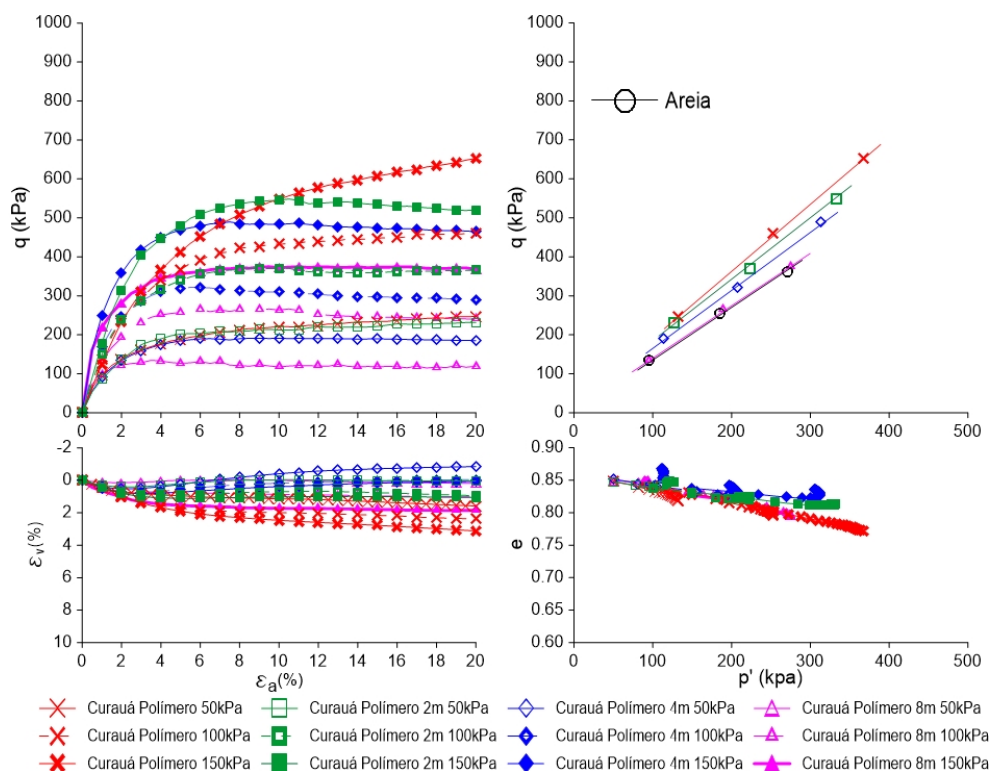 1000
900
800
700
600
500
400
300
200
100
0
q (kPa)
0 2 4 6 8 10 12 14 16 18 20
1000
900
800
700
600
500
400
300
200
100
0
q (kPa)
Areia
0 100 200 300 400 500
-2
0
2
4
6
8
10
εv(%)
0 2 4 6 8 10 12 14 16 18 20
εa(%)
0.90
0.85
0.80
0.75
0.70
0.65
0.60
e
0 100 200 300 400 500
p' (kpa)
Curauá Polímero 50kPa Curauá Polímero 2m 50kPa Curauá Polímero 4m 50kPa Curauá Polímero 8m 50kPa
Curauá Polímero 100kPa Curauá Polímero 2m 100kPa Curauá Polímero 4m 100kPa Curauá Polímero 8m 100kPa
Curauá Polímero 150kPa Curauá Polímero 2m 150kPa Curauá Polímero 4m 150kPa Curauá Polímero 8m 150kPa